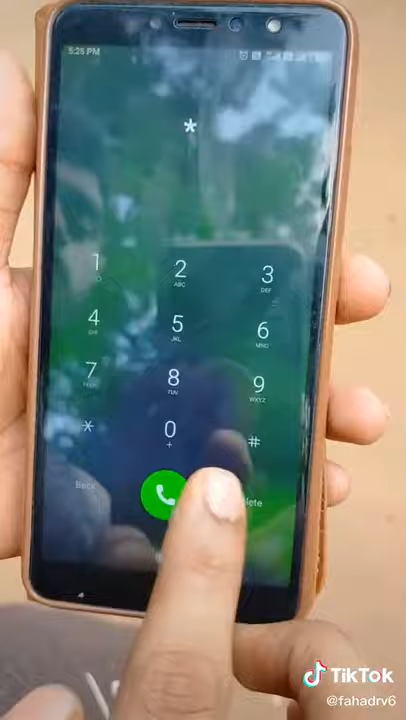 5:25 PM
*
1 2 3
ABC DEF
4 5 6
GHI JKL MNO
7 8 9
TUV WXYZ
* 0 #
+
Back
TikTok
@fahadrv6